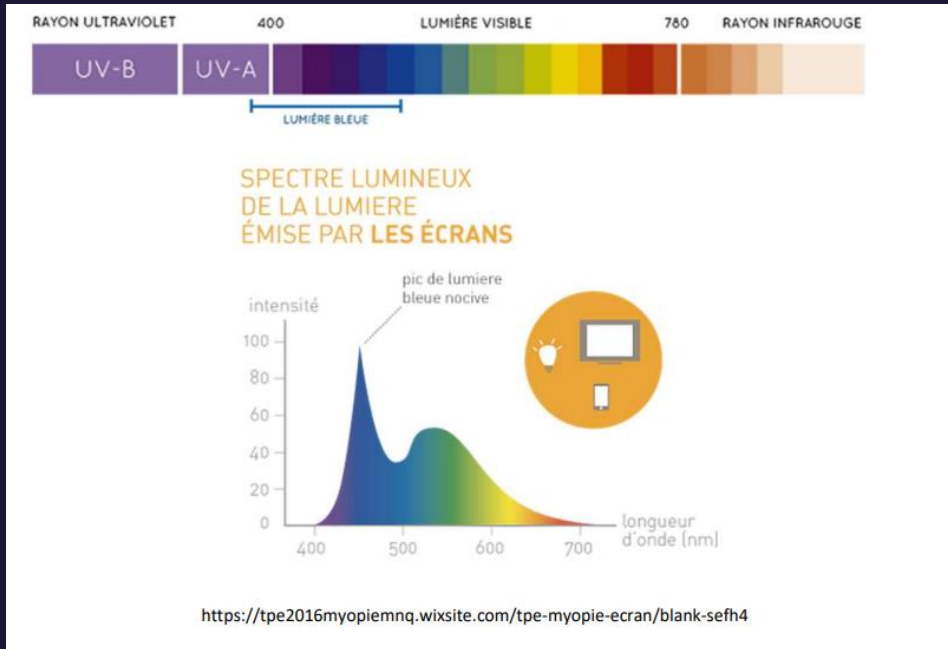 RAYON ULTRAVIOLET 400 LUMIÈRE VISIBLE 780 RAYON INFRAROUGE
UV-B UV-A
LUMIÉRE BLEUE
SPECTRE LUMINEUX
DE LA LUMIERE
ÉMISE PAR LES ÉCRANS
pic de lumiere
bleue nocive
intensité
100
80
60
40
20
0
400 500 600 700
longueur
d'onde (nm)
https://tpe2016myopiemnq.wixsite.com/tpe-myopie-ecran/blank-sefh4